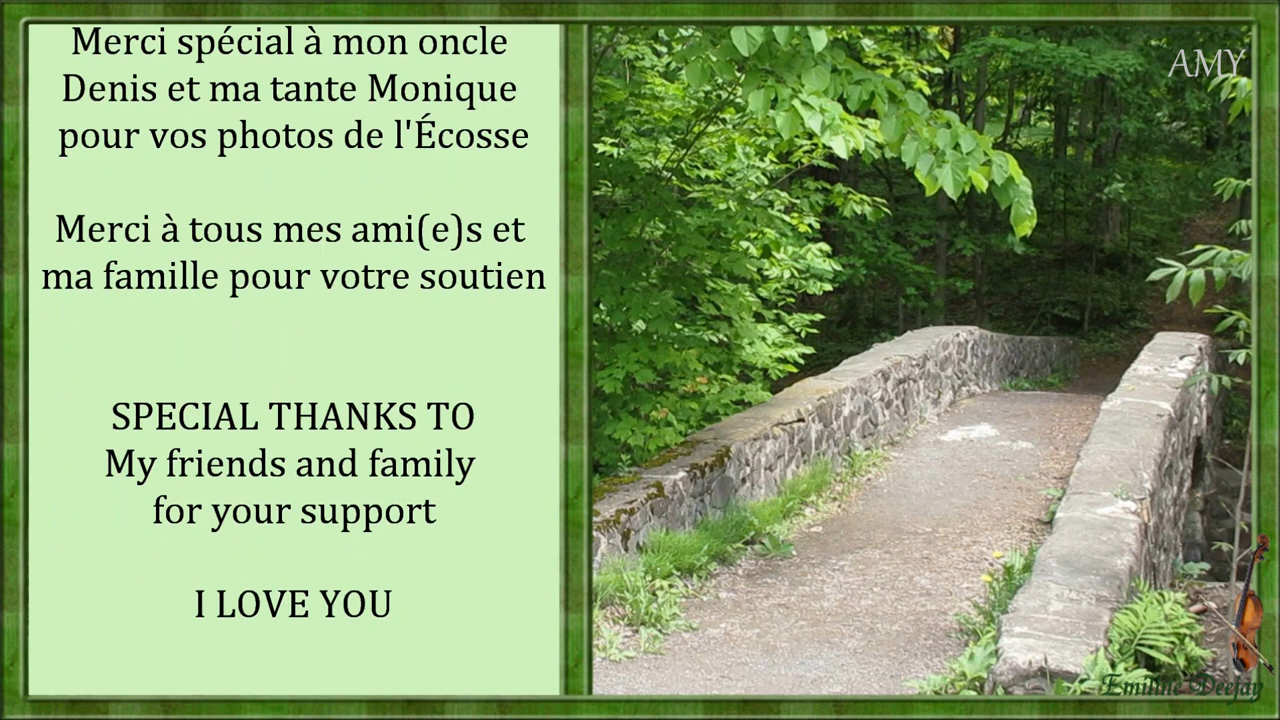 Merci spécial à mon oncle
Denis et ma tante Monique
pour vos photos de l'Écosse
Merci à tous mes ami(e)s et
ma famille pour votre soutien
SPECIAL THANKS TO
My friends and family
for your support
I LOVE YOU
AMY
Emiline Deejay